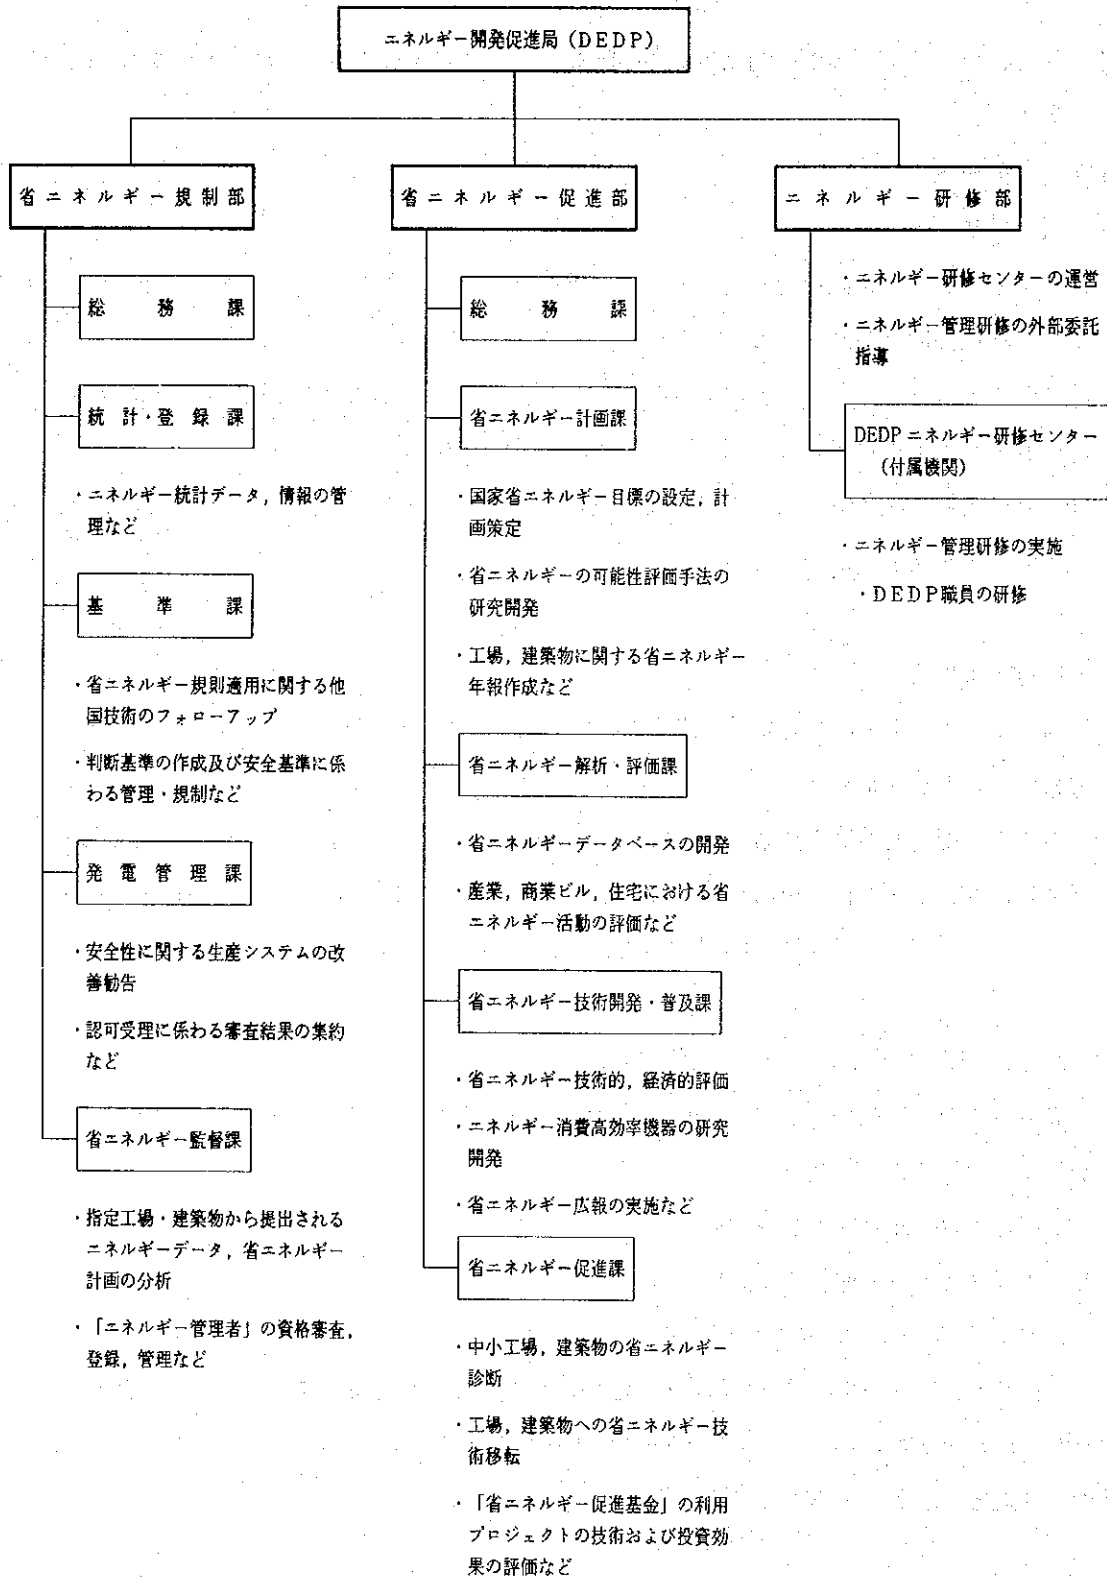 エネルギー開発促進局(DEDP)
省エネルギー規制部
総務課
統計・登録課
・エネルギー統計データ,情報の管
理など
基準課
・省エネルギー規則適用に関する他
国技術のフォローアップ
・判断基準の作成及び安全基準に係
わる管理・規制など
発電管理課
・安全性に関する生産システムの改
善勧告
・認可受理に係わる審査結果の集約
など
省エネルギー監督課
・指定工場・建築物から提出される
エネルギーデータ,省エネルギー
計画の分析
・「エネルギー管理者」の資格審査,
登録,管理など
省エネルギー促進部
総務課
省エネルギー計画課
・国家省エネルギー目標の設定,計
画策定
・省エネルギーの可能性評価手法の
研究開発
・工場,建築物に関する省エネルギー
年報作成など
省エネルギー解析・評価課
・省エネルギーデータベースの開発
・産業,商業ビル,住宅における省
エネルギー活動の評価など
省エネルギー技術開発・普及課
・省エネルギー技術的,経済的評価
・エネルギー消費高効率機器の研究
開発
・省エネルギー広報の実施など
省エネルギー促進課
・中小工場,建築物の省エネルギー
診断
・工場,建築物への省エネルギー技
術移転
・「省エネルギー促進基金」の利用
プロジェクトの技術および投資効
果の評価など
エネルギー研修部
・エネルギー研修センターの運営
・エネルギー管理研修の外部委託
指導
DEDPエネルギー研修センター
(付属機関)
・エネルギー管理研修の実施
・DEDP職員の研修